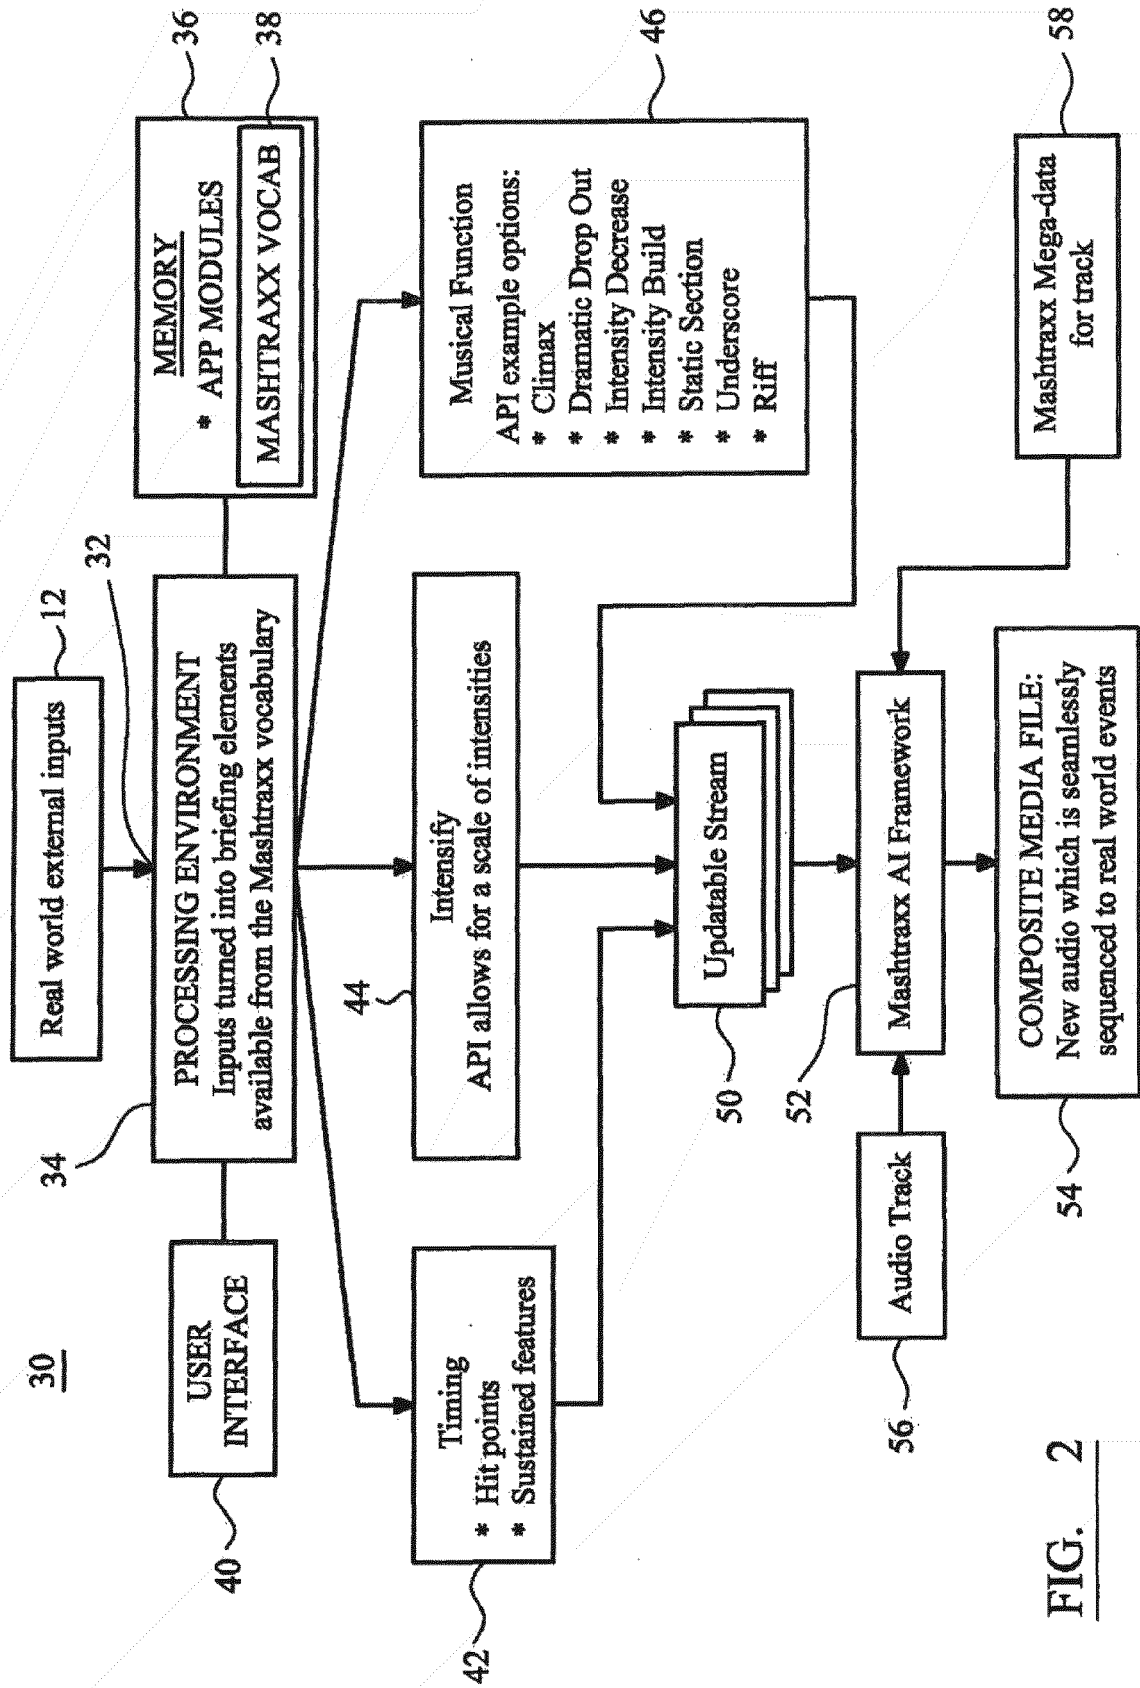 30
Real world external inputs
12
32
34
PROCESSING ENVIRONMENT
Inputs turned into briefing elements
available from the Mashtraxx vocabulary
USER
INTERFACE
40
MEMORY
* APP MODULES
MASHTRAXX VOCAB
36
38
Timing
* Hit points
* Sustained features
42
44
Intensify
API allows for a scale of intensities
Musical Function
API example options:
* Climax
* Dramatic Drop Out
* Intensity Decrease
* Intensity Build
* Static Section
* Underscore
* Riff
46
Updatable Stream
50
52
Audio Track
56
Mashtraxx AI Framework
Mashtraxx Mega-data
for track
58
COMPOSITE MEDIA FILE:
New audio which is seamlessly
sequenced to real world events
54
FIG. 2